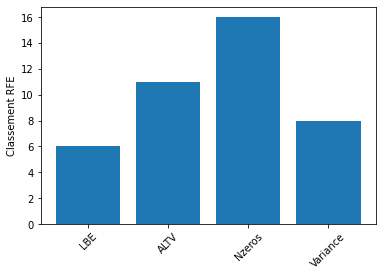 Classement RFE
16
14
12
10
8
6
4
2
0
LBE
ALTV
Nzeros
Variance